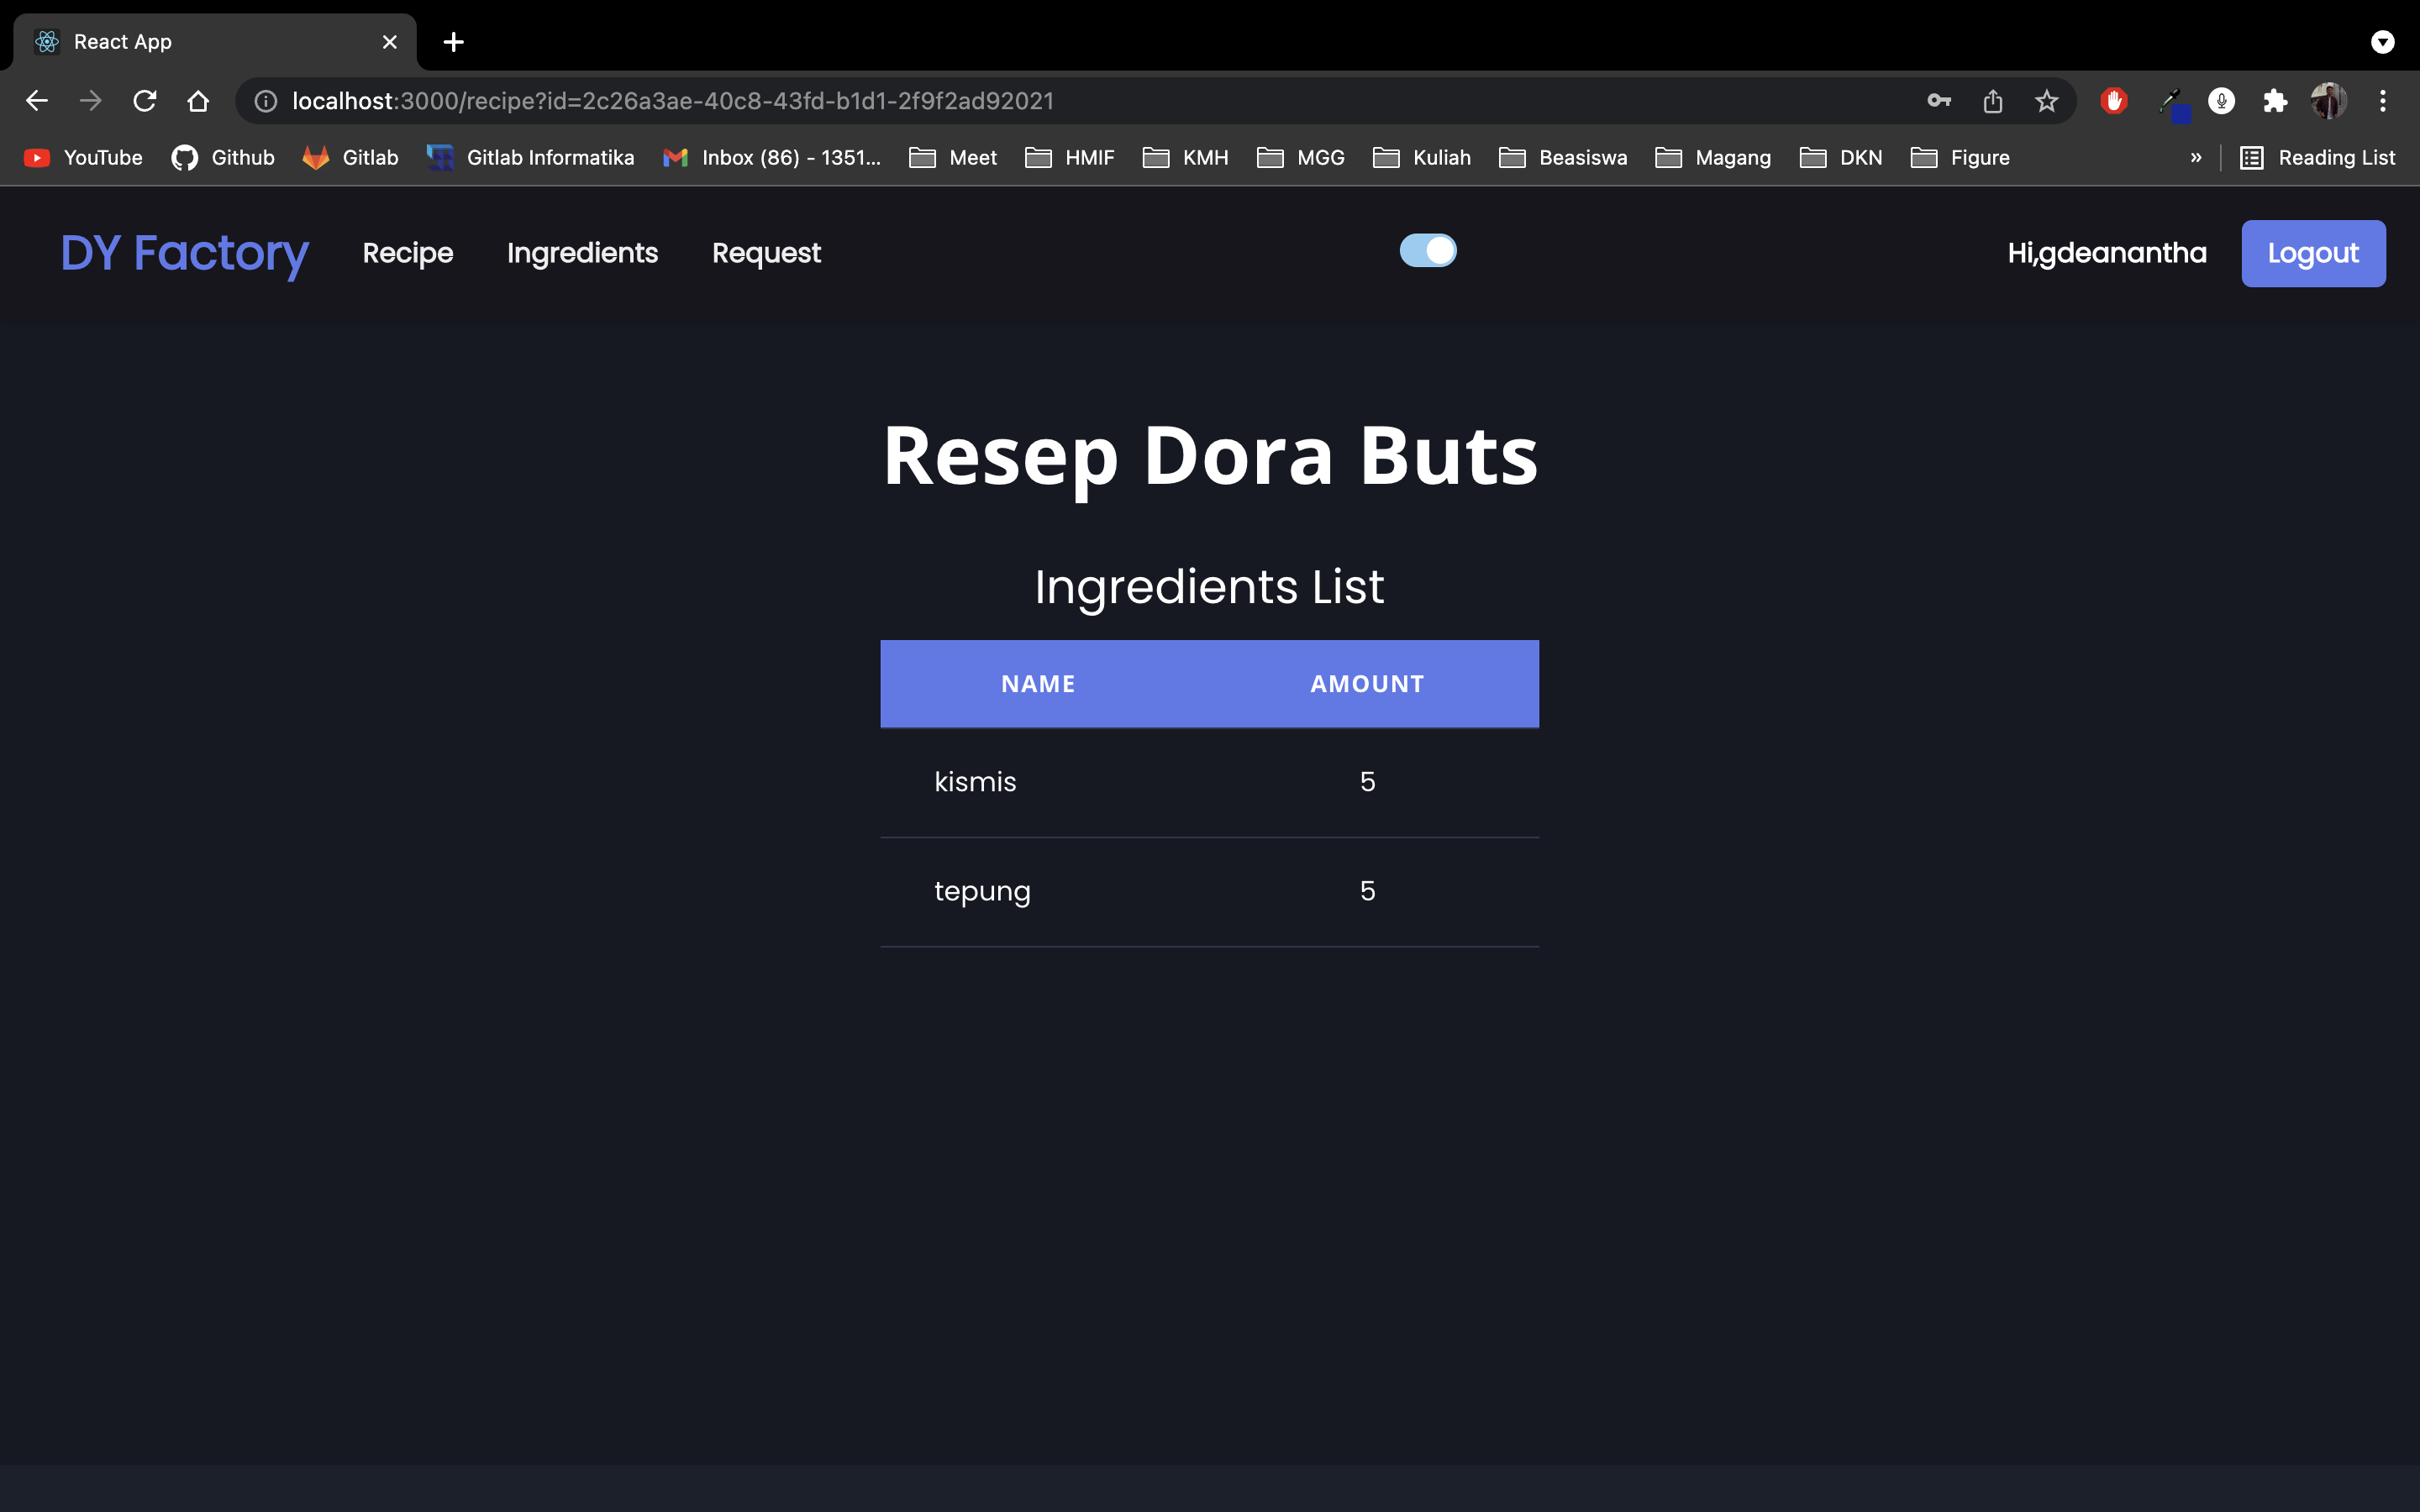 React App
localhost:3000/recipe?id=2c26a3ae-40c8-43fd-b1d1-2f9f2ad92021
YouTube Github Gitlab Gitlab Informatika Inbox (86) - 1351... Meet HMIF KMH MGG Kuliah Beasiswa Magang DKN Figure » Reading List
DY Factory Recipe Ingredients Request Hi,gdeanantha Logout
Resep Dora Buts
Ingredients List
NAME AMOUNT
kismis 5
tepung 5